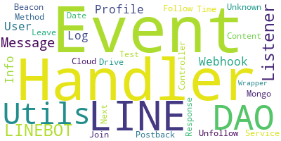 Beacon
Method
User
Date
Profile
Follow Time
Unknown
Event
Leave
Log
Content
Message
Test
Listener
Info
Cloud Drive
Controller
Webhook
Handler
Wrapper
Mongo
Utils
LINE
Next
Response
DAO
LINEBOT
Join
Postback
Unfollow
Service